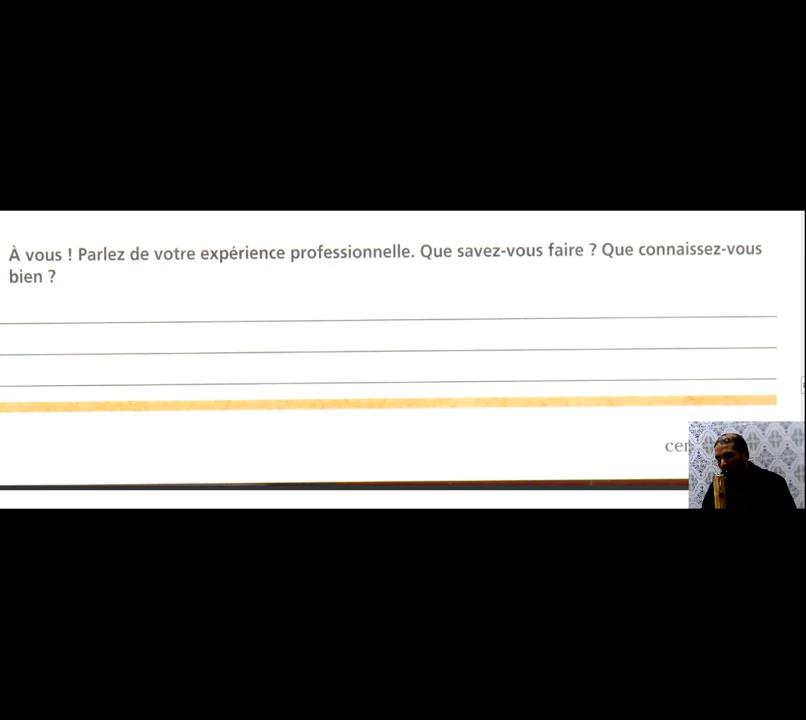 À vous ! Parlez de votre expérience professionnelle. Que savez-vous faire ? Que connaissez-vous
bien ?